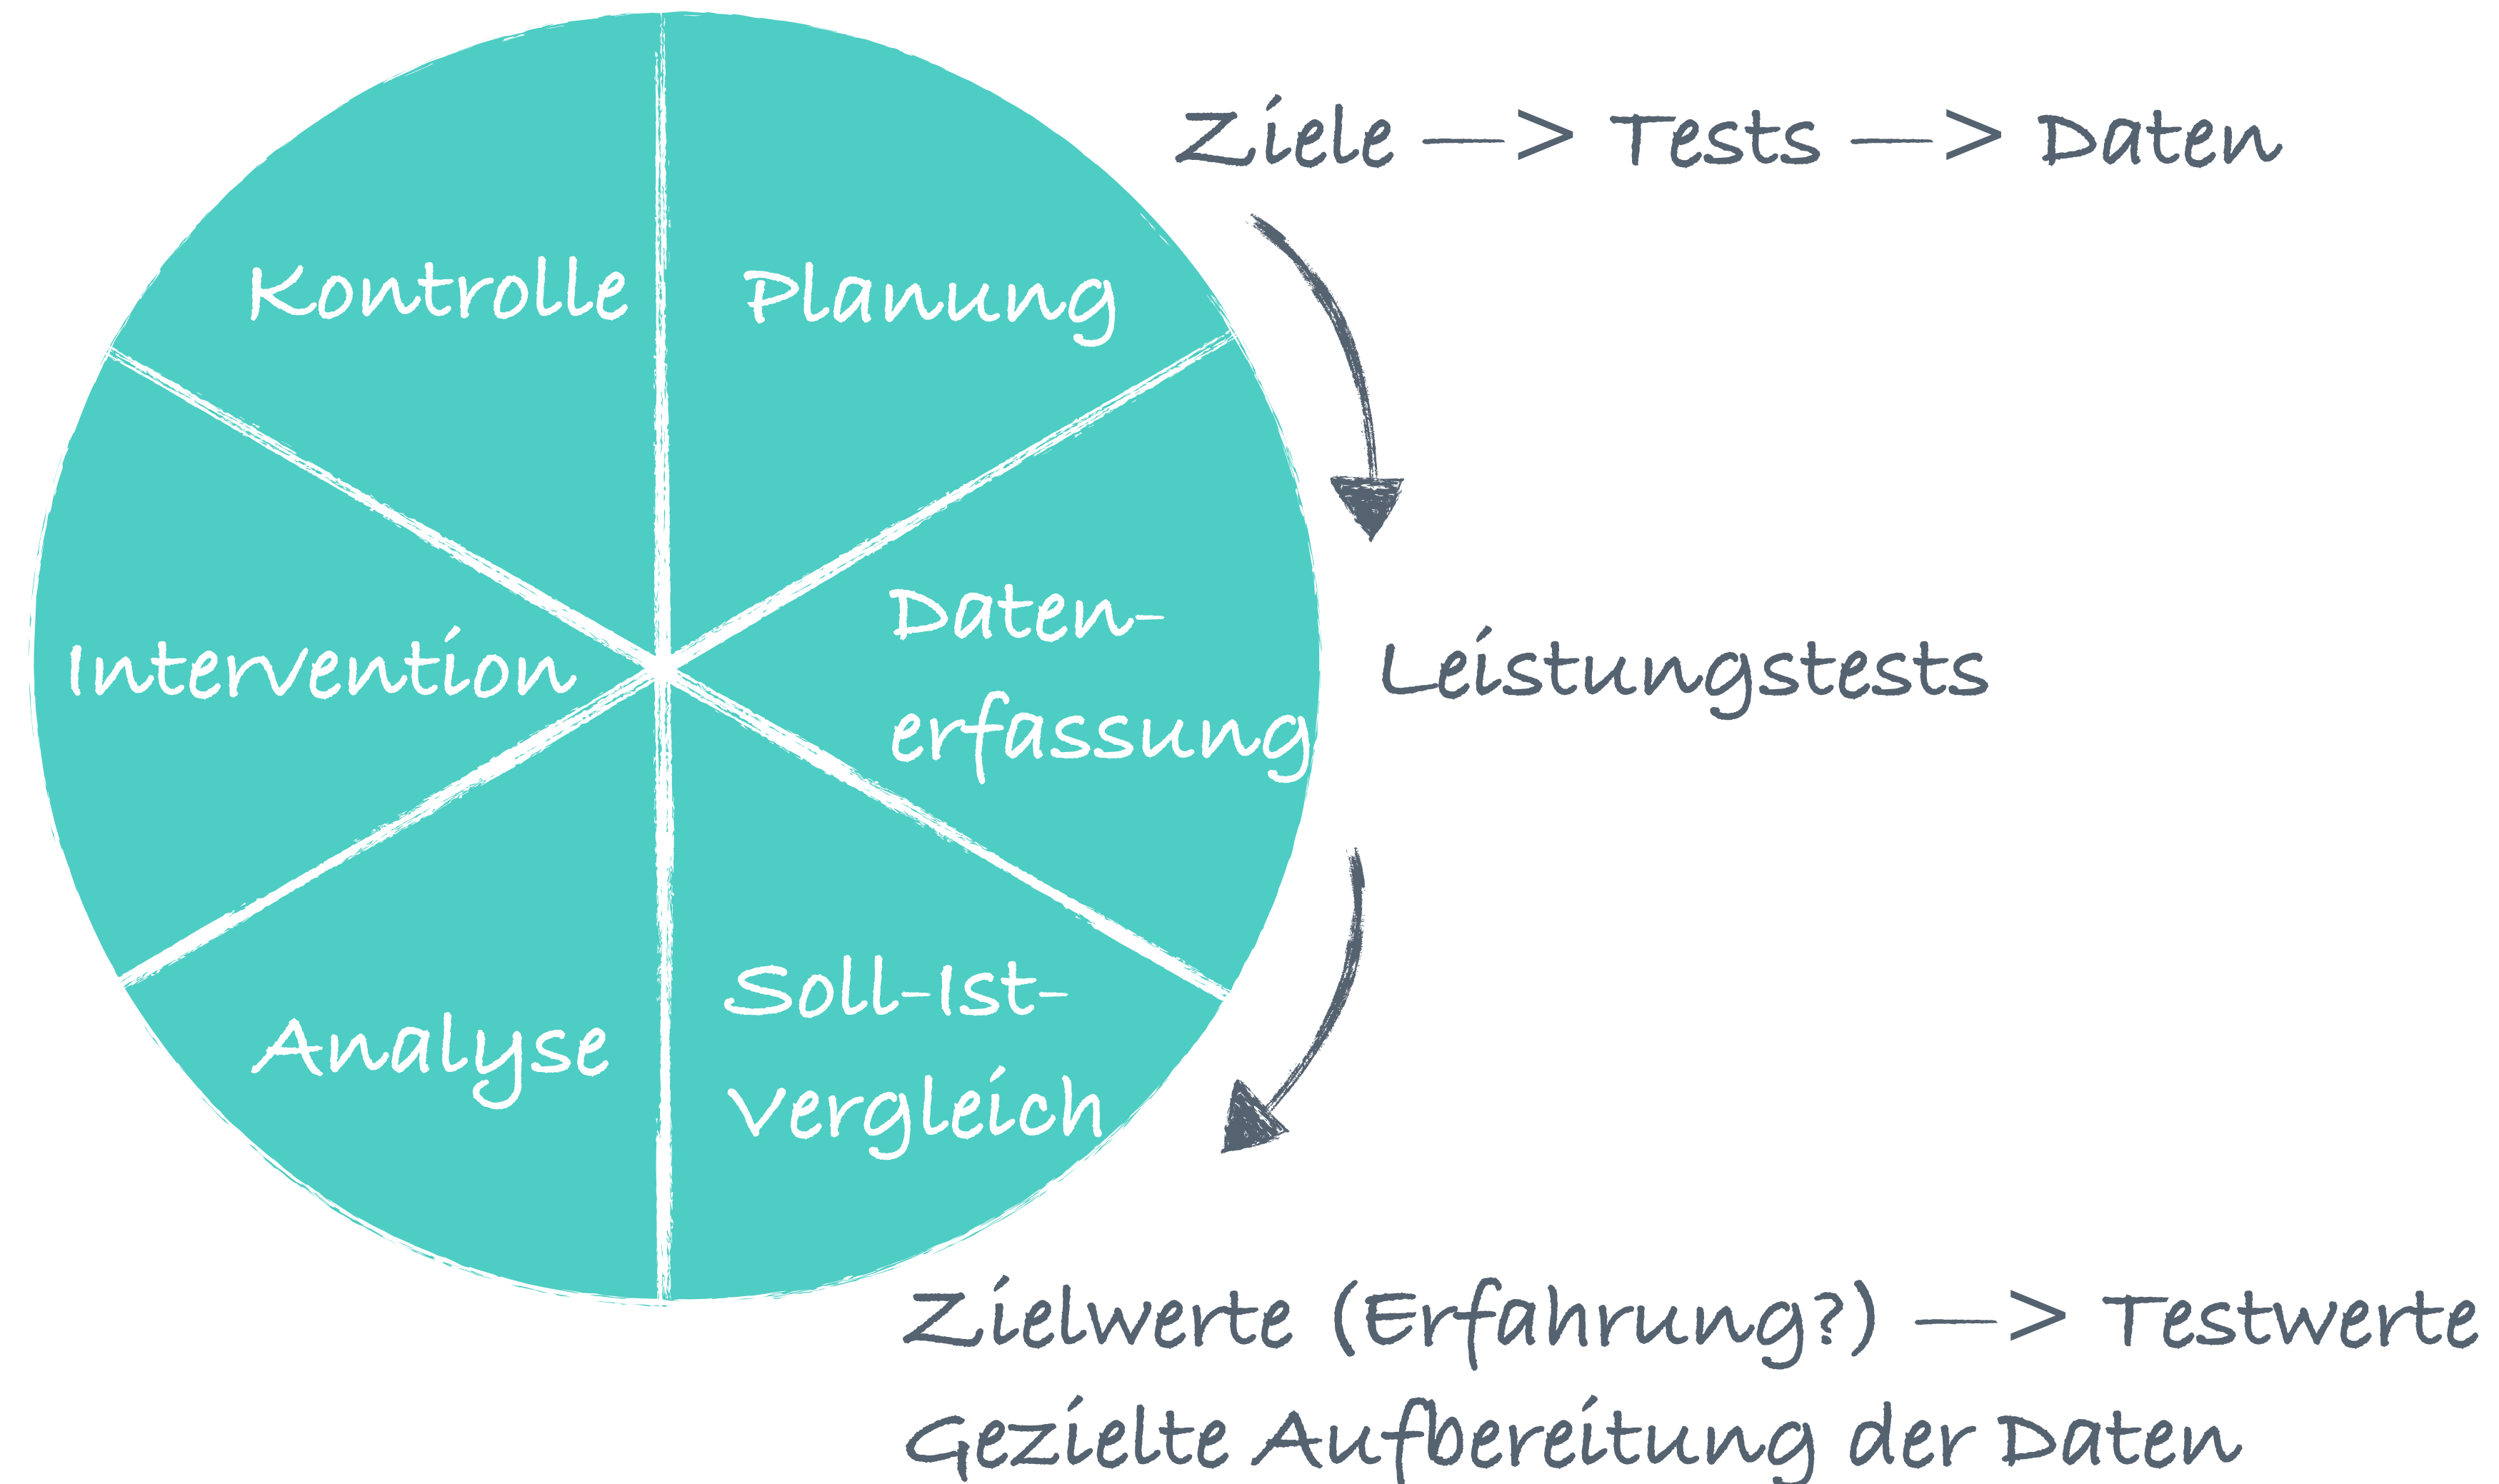 Ziele —> Tests —> Daten
Kontrolle
Planung
Daten-
erfassung
Leistungstests
Intervention
Soll-Ist-
Vergleich
Analyse
Zielwerte (Erfahrung?) —> Testwerte
Gezielte Aufbereitung der Daten